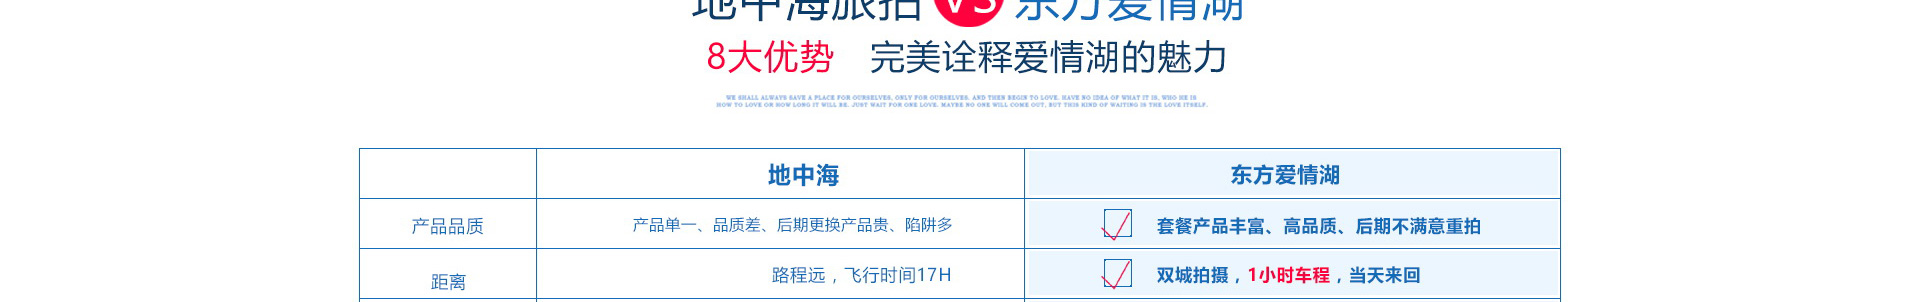 地中海旅拍 VS 东方爱情湖
8大优势 完美诠释爱情湖的魅力
WE SHALL ALWAYS SAVE A PLACE FOR OURSELVES, ONLY FOR OURSELVES. AND THEN BEGIN TO LOVE. HAVE NO IDEA OF WHAT IT IS, WHO HE IS
HOW TO LOVE OR HOW LONG IT WILL BE. JUST WAIT FOR ONE LOVE. MAYBE NO ONE WILL COME OUT, BUT THIS KIND OF WAITING IS THE LOVE ITSELF.
地中海 东方爱情湖
产品品质 产品单一、品质差、后期更换产品贵、陷阱多 套餐产品丰富、高品质、后期不满意重拍
距离 路程远，飞行时间17H 双城拍摄，1小时车程，当天来回